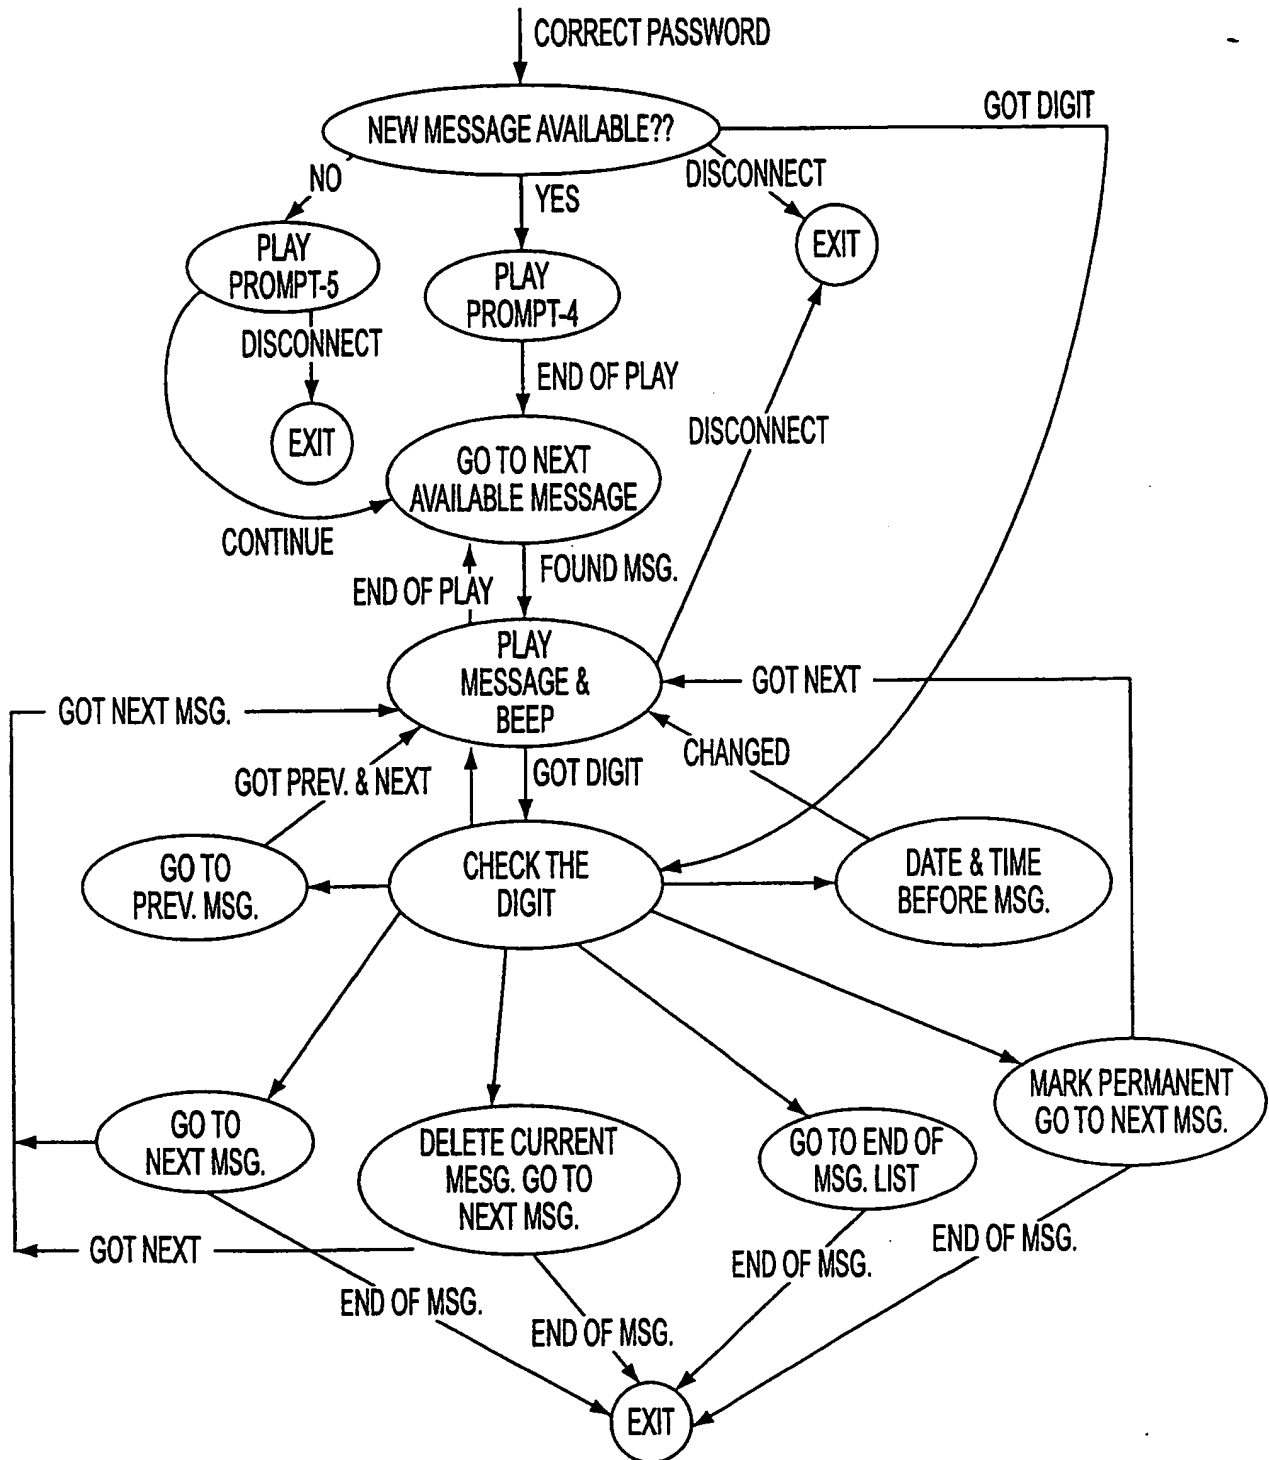 CORRECT PASSWORD
GOT DIGIT
NEW MESSAGE AVAILABLE??
NO
YES
DISCONNECT
PLAY
PROMPT-5
PLAY
PROMPT-4
EXIT
DISCONNECT
END OF PLAY
DISCONNECT
EXIT
GO TO NEXT
AVAILABLE MESSAGE
CONTINUE
END OF PLAY
FOUND MSG.
PLAY
MESSAGE &
BEEP
GOT NEXT
GOT NEXT MSG.
CHANGED
GOT PREV. & NEXT
GOT DIGIT
GO TO
PREV. MSG.
CHECK THE
DIGIT
DATE & TIME
BEFORE MSG.
MARK PERMANENT
GO TO NEXT MSG.
GO TO
NEXT MSG.
DELETE CURRENT
MESG. GO TO
NEXT MSG.
GO TO END OF
MSG. LIST
GOT NEXT
END OF MSG.
END OF MSG.
END OF MSG.
END OF MSG.
EXIT